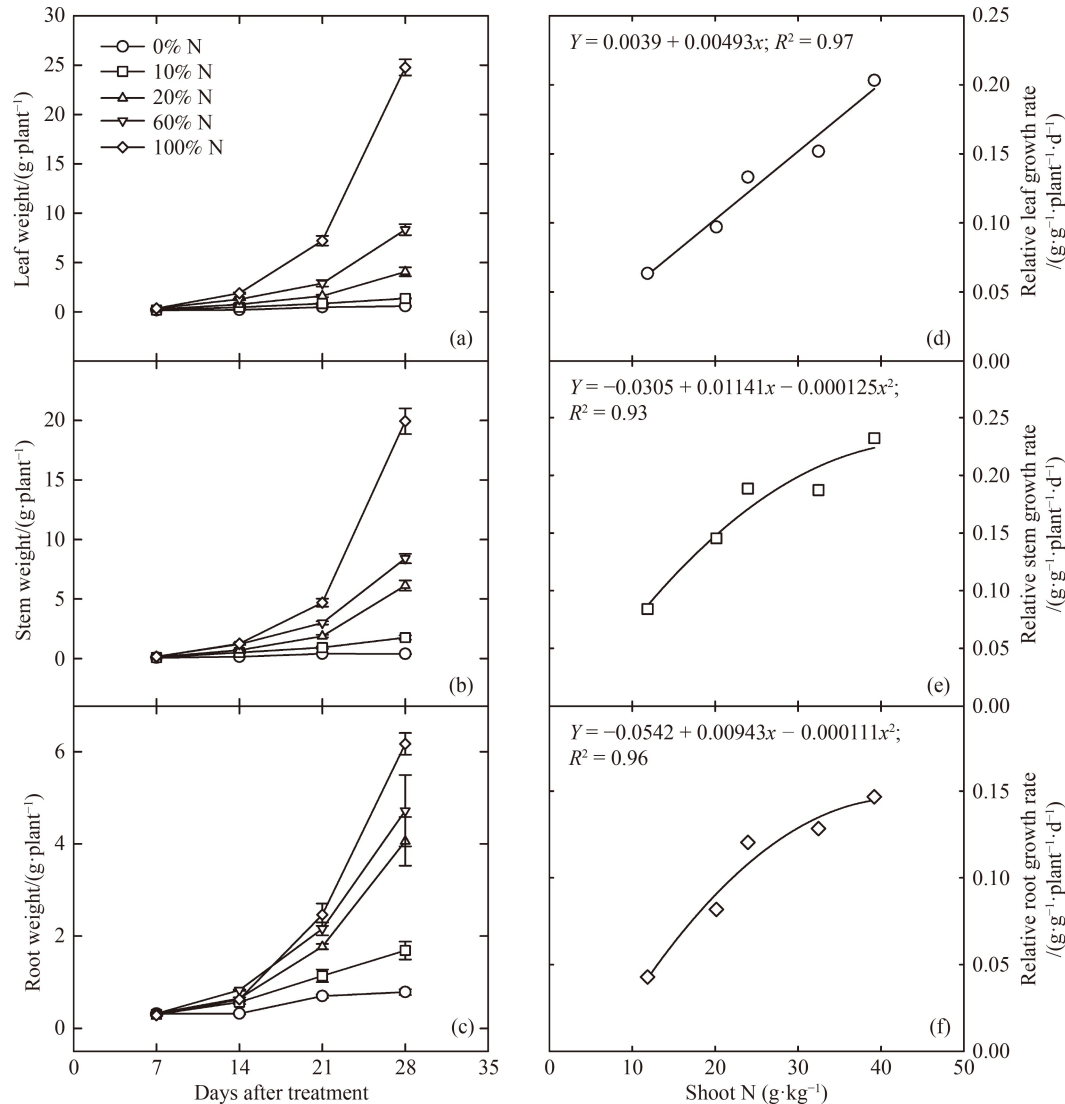 30
25
20
15
10
5
0
Leaf weight/(g·plant⁻¹)
0% N
10% N
20% N
60% N
100% N
(a)
20
15
10
5
0
Stem weight/(g·plant⁻¹)
(b)
6
4
2
0
Root weight/(g·plant⁻¹)
(c)
0 7 14 21 28 35
Days after treatment
Y = 0.0039 + 0.00493x; R² = 0.97
(d)
0.25
0.20
0.15
0.10
0.05
0.00
Relative leaf growth rate
/(g·g⁻¹·plant⁻¹·d⁻¹)
Y = −0.0305 + 0.01141x − 0.000125x²;
R² = 0.93
(e)
0.25
0.20
0.15
0.10
0.05
0.00
Relative stem growth rate
/(g·g⁻¹·plant⁻¹·d⁻¹)
Y = −0.0542 + 0.00943x − 0.000111x²;
R² = 0.96
(f)
0.15
0.10
0.05
0.00
Relative root growth rate
/(g·g⁻¹·plant⁻¹·d⁻¹)
0 10 20 30 40 50
Shoot N (g·kg⁻¹)